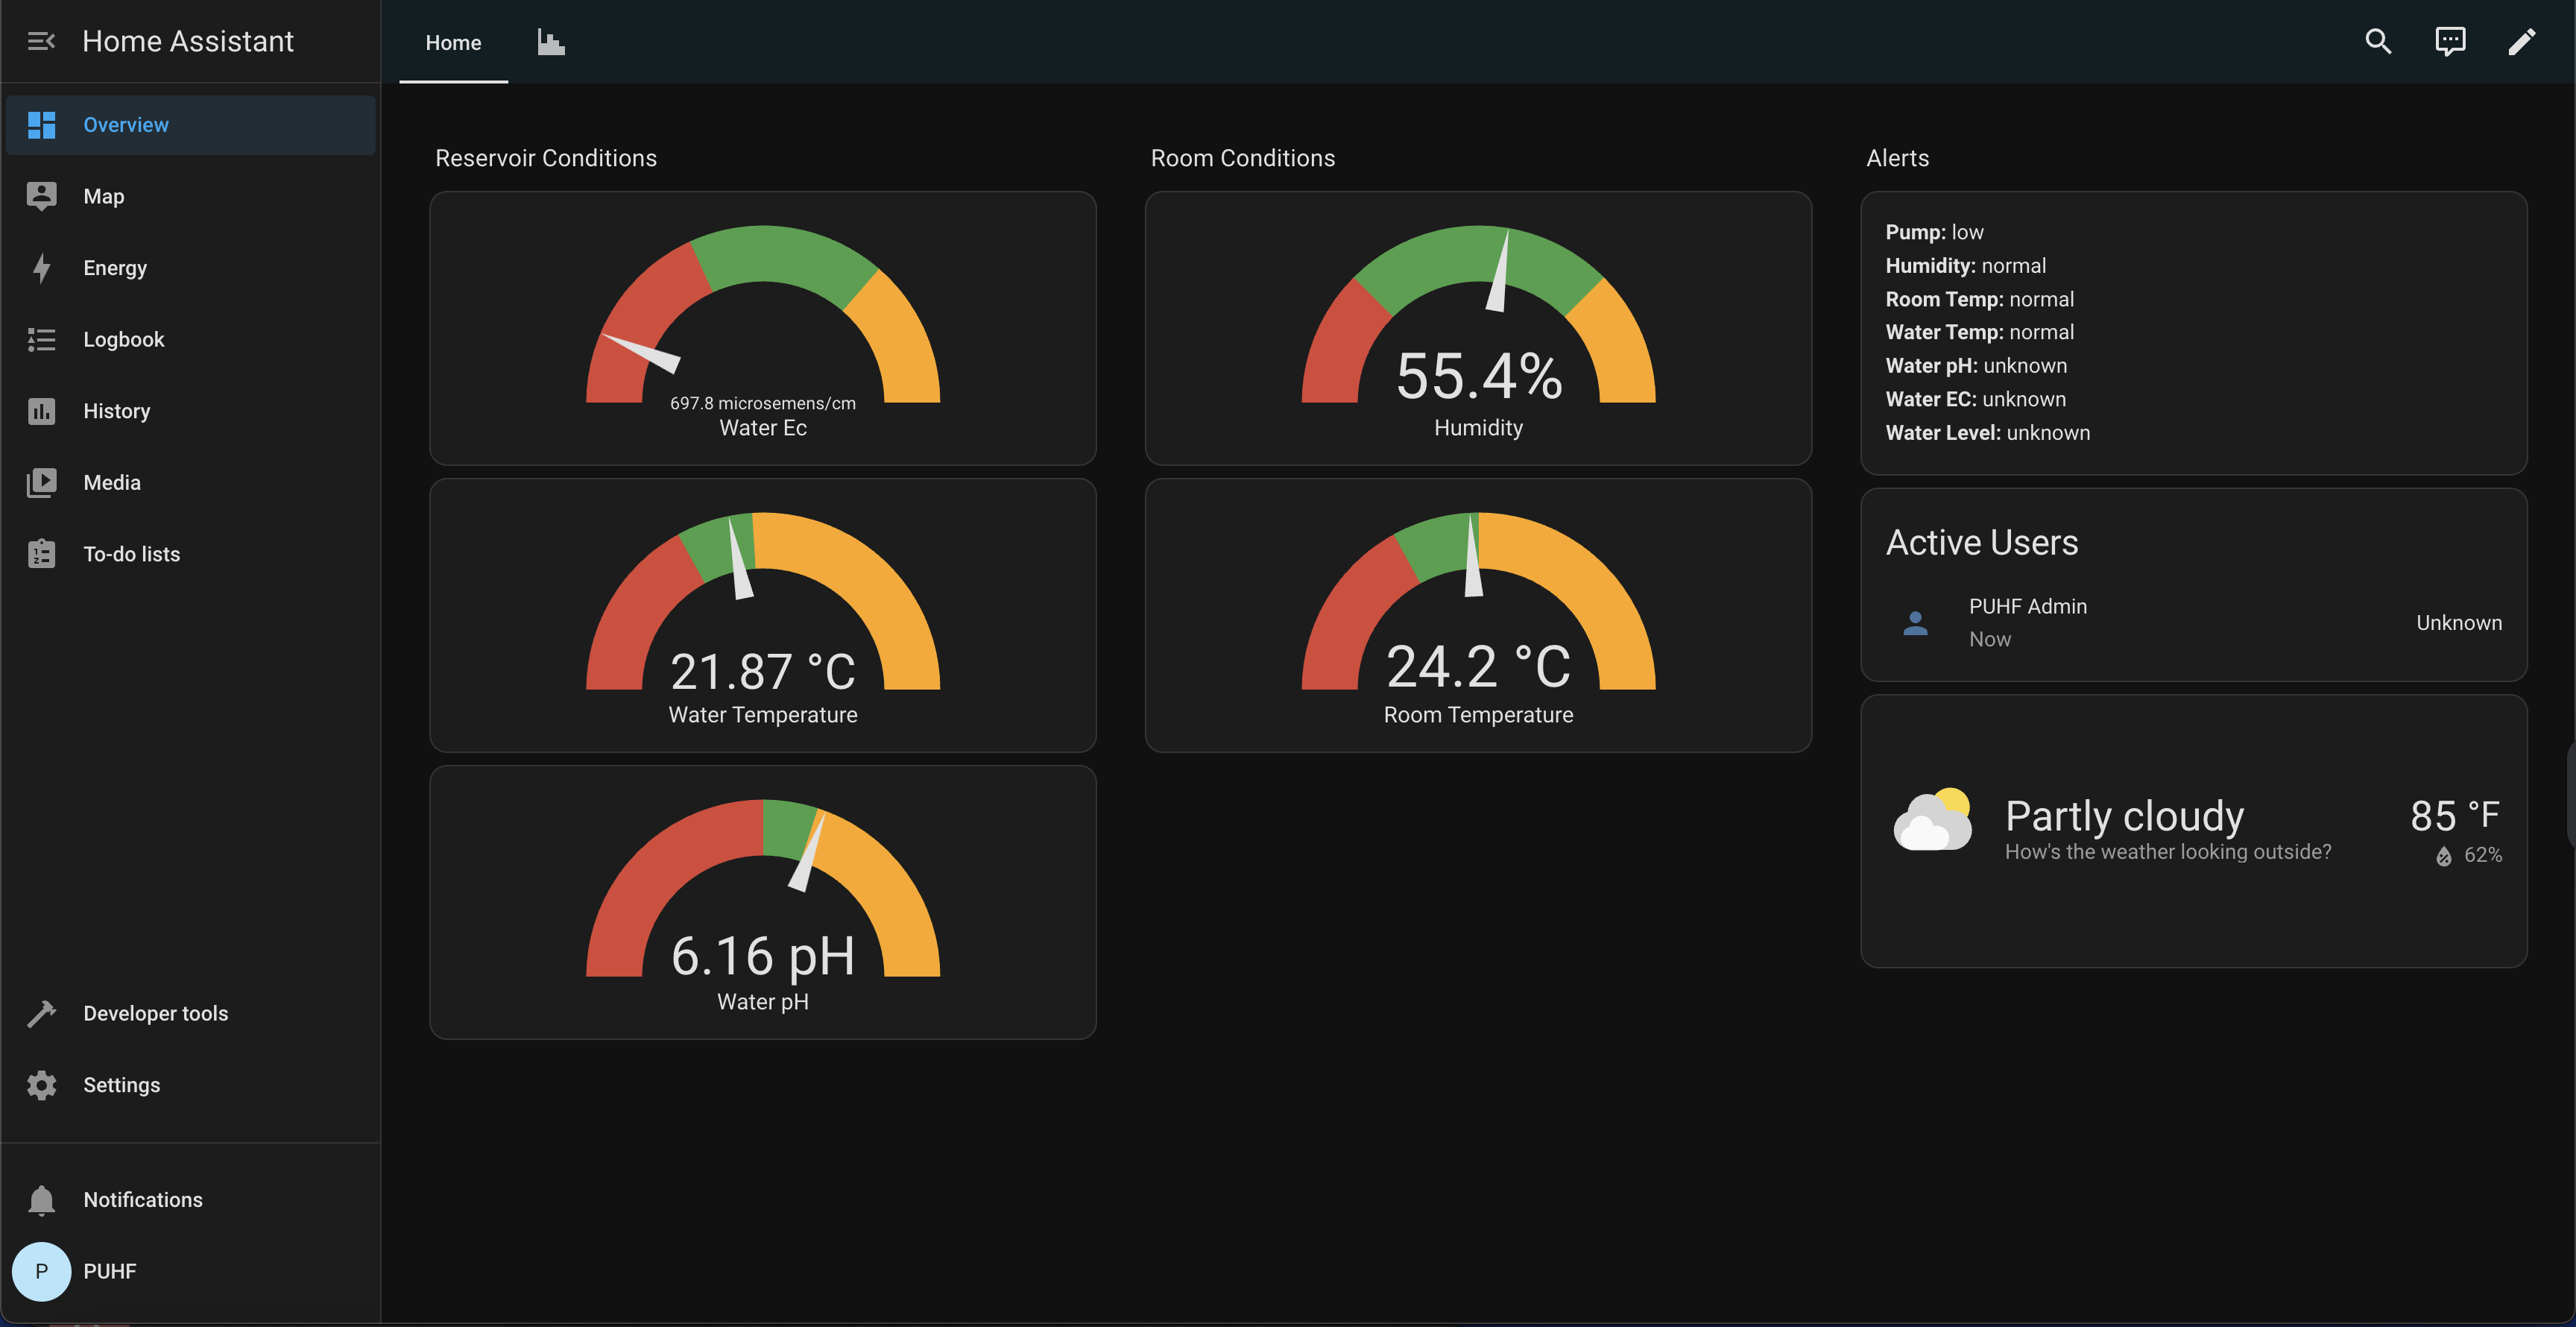 Home Assistant
Overview
Map
Energy
Logbook
History
Media
To-do lists
Developer tools
Settings
Notifications
P
PUHF
Home
Reservoir Conditions
697.8 microsemens/cm
Water Ec
21.87 °C
Water Temperature
6.16 pH
Water pH
Room Conditions
55.4%
Humidity
24.2 °C
Room Temperature
Alerts
Pump: low
Humidity: normal
Room Temp: normal
Water Temp: normal
Water pH: unknown
Water EC: unknown
Water Level: unknown
Active Users
PUHF Admin
Now
Unknown
Partly cloudy
How's the weather looking outside?
85 °F
62%